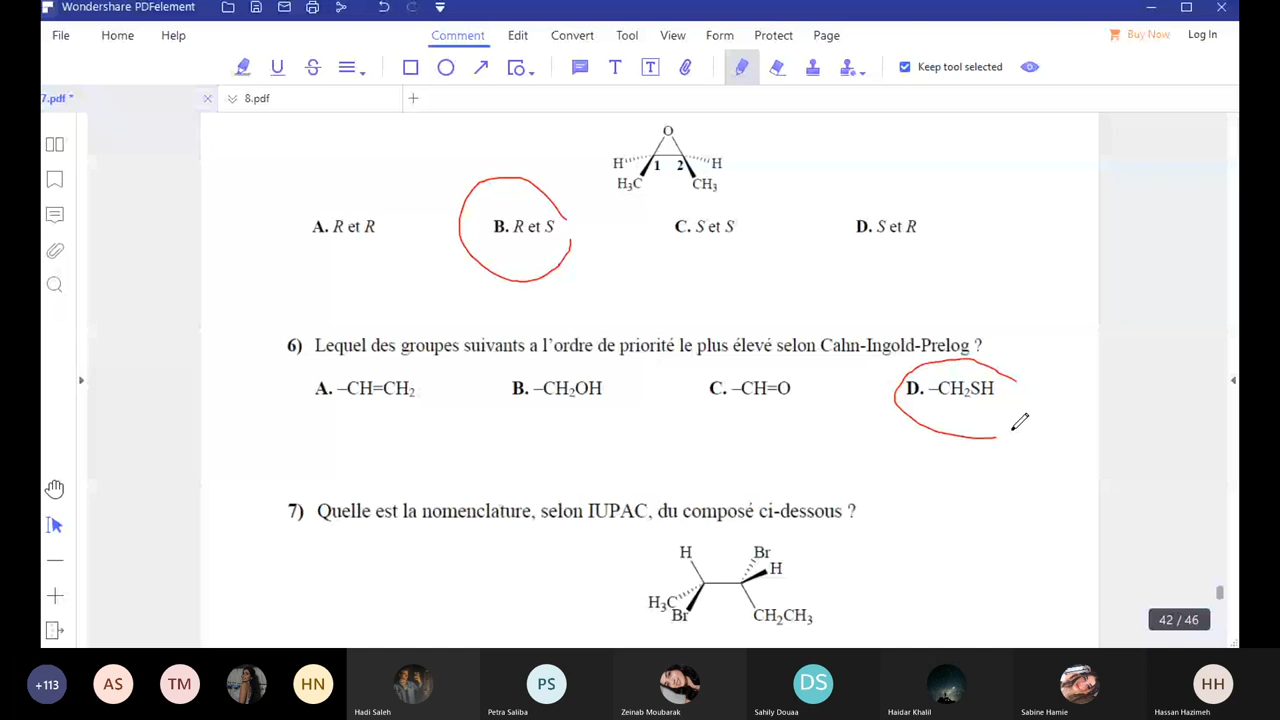 Wondershare PDFelement
File Home Help Comment Edit Convert Tool View Form Protect Page Buy Now Log In
Keep tool selected
7.pdf * 8.pdf
O
H 1 2 H
H₃C CH₃
A. R et R B. R et S C. S et S D. S et R
6) Lequel des groupes suivants a l’ordre de priorité le plus élevé selon Cahn-Ingold-Prelog ?
A. –CH=CH₂ B. –CH₂OH C. –CH=O D. –CH₂SH
7) Quelle est la nomenclature, selon IUPAC, du composé ci-dessous ?
H Br
H
H₃C
Br CH₂CH₃
42 / 46
+113 AS TM HN PS DS HH
Hadi Saleh Petra Saliba Zeinab Moubarak Sahily Douaa Haidar Khalil Sabine Hamie Hassan Hazimeh